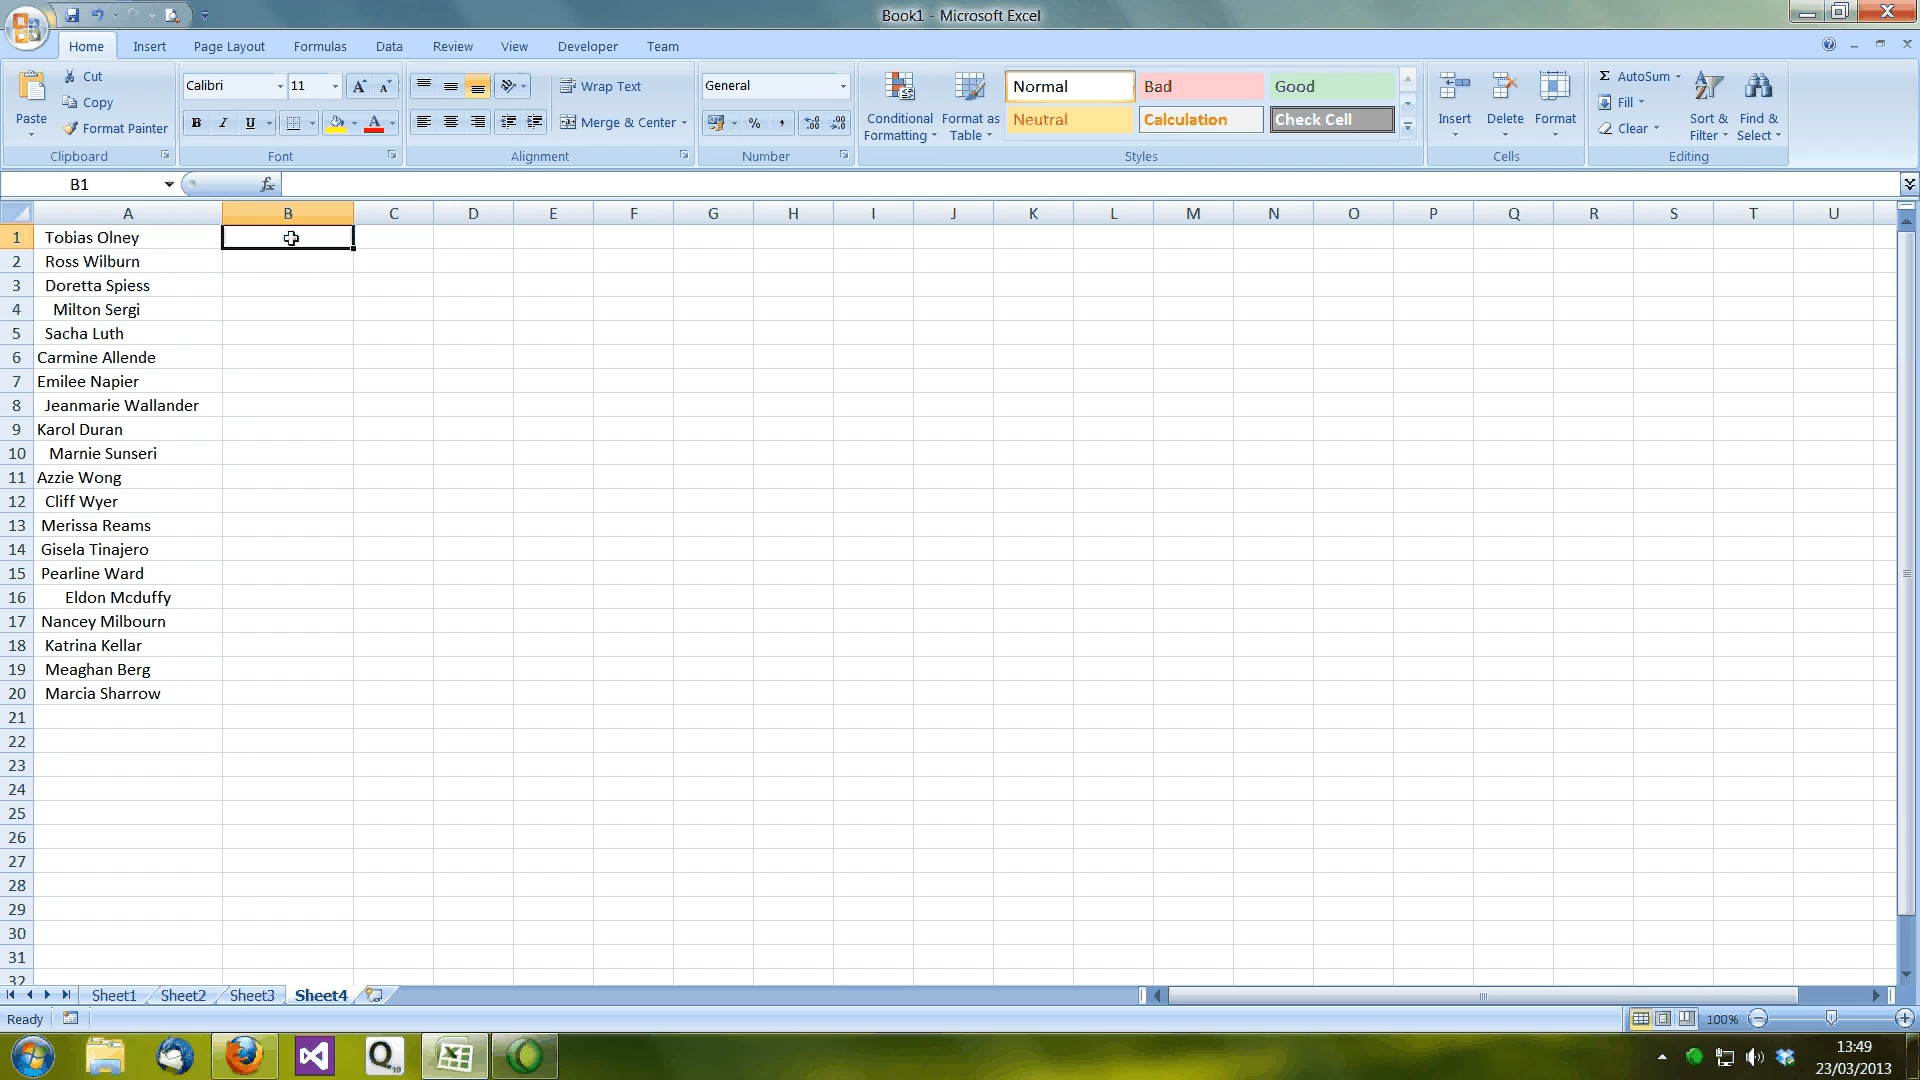 Book1 - Microsoft Excel
Home Insert Page Layout Formulas Data Review View Developer Team
Paste
Cut
Copy
Format Painter
Clipboard
Calibri 11
B I U
Font
Wrap Text
Merge & Center
Alignment
General
%
Number
Conditional Formatting
Format as Table
Normal Bad Good
Neutral Calculation Check Cell
Styles
Insert Delete Format
Cells
Σ AutoSum
Fill
Clear
Sort & Filter
Find & Select
Editing
B1 fx
A B C D E F G H I J K L M N O P Q R S T U
1 Tobias Olney
2 Ross Wilburn
3 Doretta Spiess
4 Milton Sergi
5 Sacha Luth
6 Carmine Allende
7 Emilee Napier
8 Jeanmarie Wallander
9 Karol Duran
10 Marnie Sunseri
11 Azzie Wong
12 Cliff Wyer
13 Merissa Reams
14 Gisela Tinajero
15 Pearline Ward
16 Eldon Mcduffy
17 Nancey Milbourn
18 Katrina Kellar
19 Meaghan Berg
20 Marcia Sharrow
21
22
23
24
25
26
27
28
29
30
31
32
Sheet1 Sheet2 Sheet3 Sheet4
Ready 100%
13:49
23/03/2013